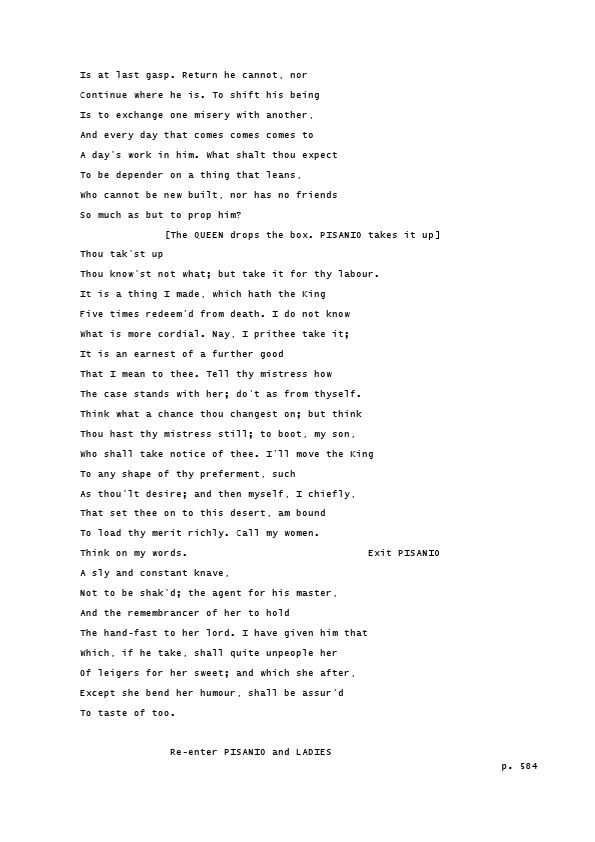 Is at last gasp. Return he cannot, nor
Continue where he is. To shift his being
Is to exchange one misery with another,
And every day that comes comes comes to
A day's work in him. What shalt thou expect
To be depender on a thing that leans,
Who cannot be new built, nor has no friends
So much as but to prop him?
[The QUEEN drops the box. PISANIO takes it up]
Thou tak'st up
Thou know'st not what; but take it for thy labour.
It is a thing I made, which hath the King
Five times redeem'd from death. I do not know
What is more cordial. Nay, I prithee take it;
It is an earnest of a further good
That I mean to thee. Tell thy mistress how
The case stands with her; do't as from thyself.
Think what a chance thou changest on; but think
Thou hast thy mistress still; to boot, my son,
Who shall take notice of thee. I'll move the King
To any shape of thy preferment, such
As thou'lt desire; and then myself, I chiefly,
That set thee on to this desert, am bound
To load thy merit richly. Call my women.
Think on my words. Exit PISANIO
A sly and constant knave,
Not to be shak'd; the agent for his master,
And the remembrancer of her to hold
The hand-fast to her lord. I have given him that
Which, if he take, shall quite unpeople her
Of leigers for her sweet; and which she after,
Except she bend her humour, shall be assur'd
To taste of too.
Re-enter PISANIO and LADIES
p. 584